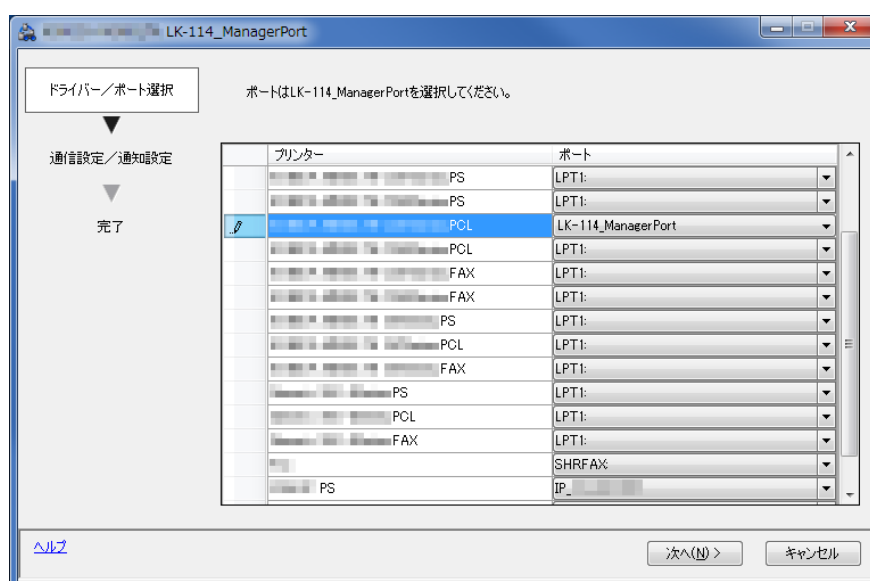 LK-114_ManagerPort
ドライバー／ポート選択
ポートはLK-114_ManagerPortを選択してください。
通信設定／通知設定
完了
プリンター ポート
PS LPT1:
PS LPT1:
PCL LK-114_ManagerPort
PCL LPT1:
FAX LPT1:
FAX LPT1:
PS LPT1:
PCL LPT1:
FAX LPT1:
PS LPT1:
PCL LPT1:
FAX LPT1:
SHRFAX:
PS IP_
ヘルプ
次へ(N) >
キャンセル